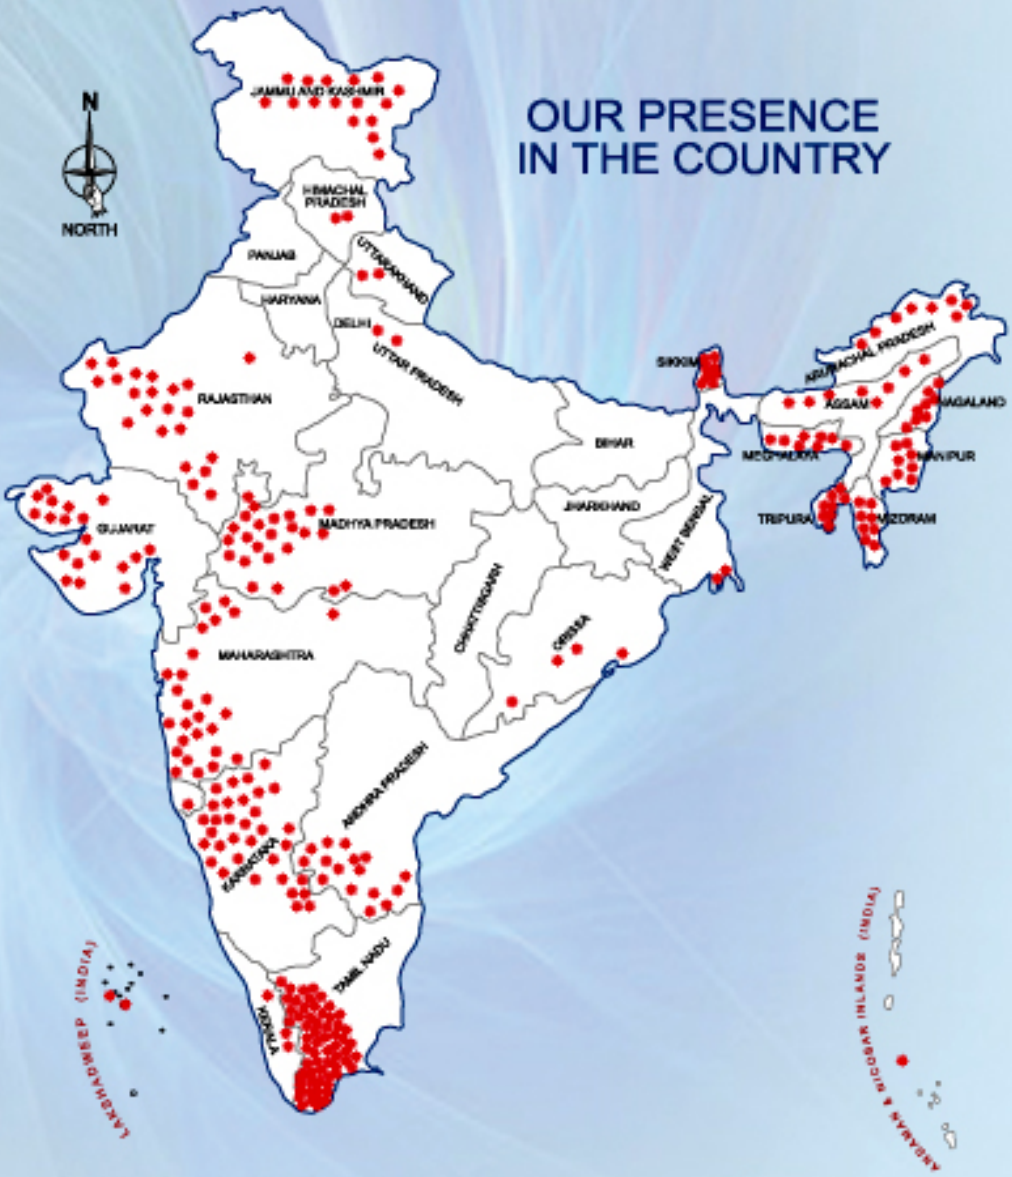 N
NORTH
OUR PRESENCE
IN THE COUNTRY
JAMMU AND KASHMIR
HIMACHAL
PRADESH
PANJAB
UTTARAKHAND
HARYANA
DELHI
UTTAR PRADESH
RAJASTHAN
SIKKIM
ARUNACHAL PRADESH
ASSAM
NAGALAND
BIHAR
MEGHALAYA
MANIPUR
GUJARAT
MADHYA PRADESH
JHARKHAND
WEST BENGAL
TRIPURA
MIZORAM
CHHATTISGARH
ORISSA
MAHARASHTRA
ANDHRA PRADESH
KARNATAKA
TAMIL NADU
KERALA
LAKSHADWEEP (INDIA)
ANDAMAN & NICOBAR INLANDS (INDIA)